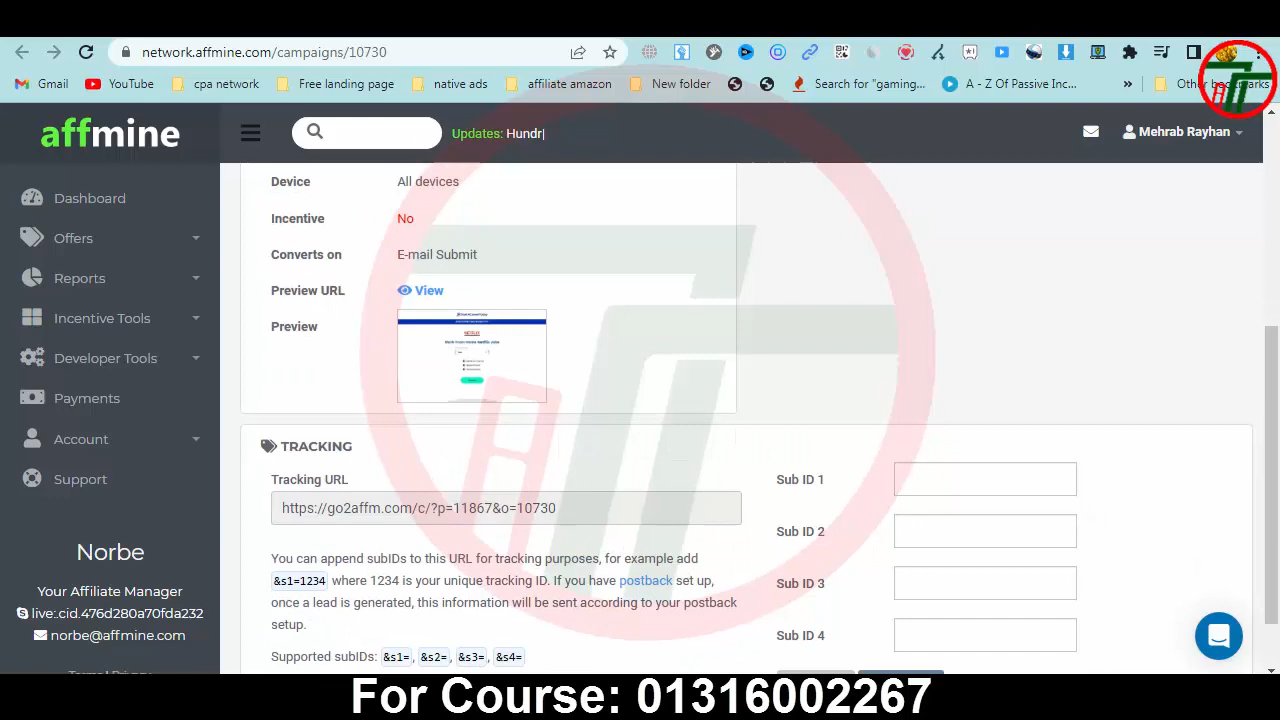 network.affmine.com/campaigns/10730
Gmail YouTube cpa network Free landing page native ads affiliate amazon New folder Search for "gaming... A - Z Of Passive Inc... » Other bookmarks
affmine Updates: Hundr| Mehrab Rayhan
Dashboard
Offers
Reports
Incentive Tools
Developer Tools
Payments
Account
Support
Norbe
Your Affiliate Manager
live:.cid.476d280a70fda232
norbe@affmine.com
Device All devices
Incentive No
Converts on E-mail Submit
Preview URL View
Preview
TRACKING
Tracking URL
https://go2affm.com/c/?p=11867&o=10730
You can append subIDs to this URL for tracking purposes, for example add
&s1=1234 where 1234 is your unique tracking ID. If you have postback set up,
once a lead is generated, this information will be sent according to your postback
setup.
Supported subIDs: &s1=, &s2=, &s3=, &s4=
Sub ID 1
Sub ID 2
Sub ID 3
Sub ID 4
For Course: 01316002267